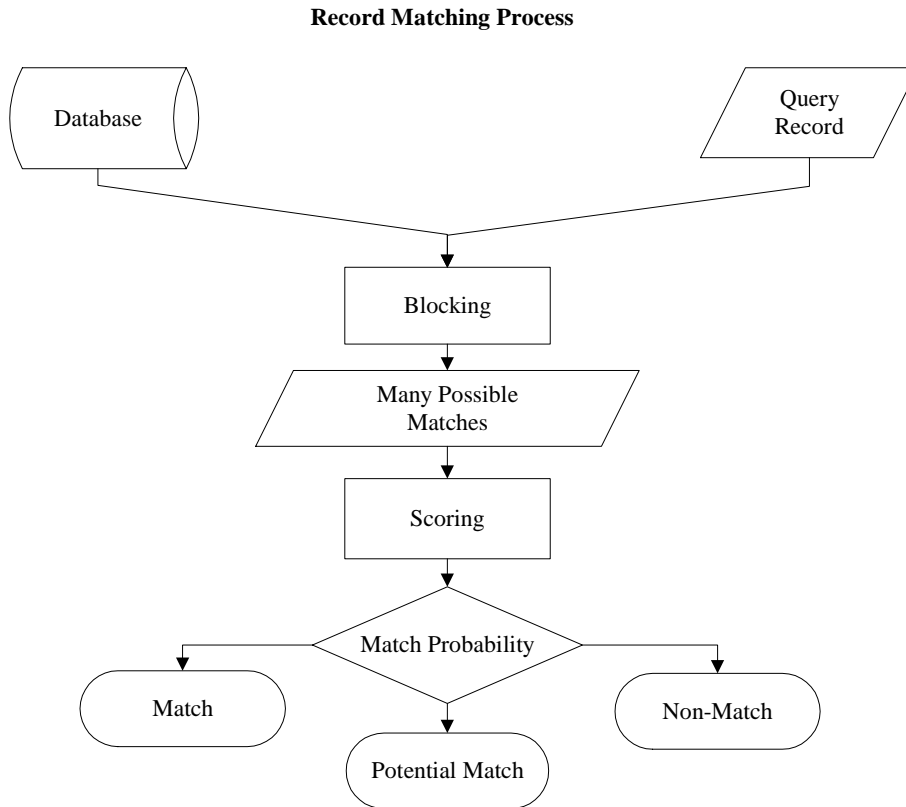 Record Matching Process
Database
Query
Record
Blocking
Many Possible
Matches
Scoring
Match Probability
Match
Non-Match
Potential Match